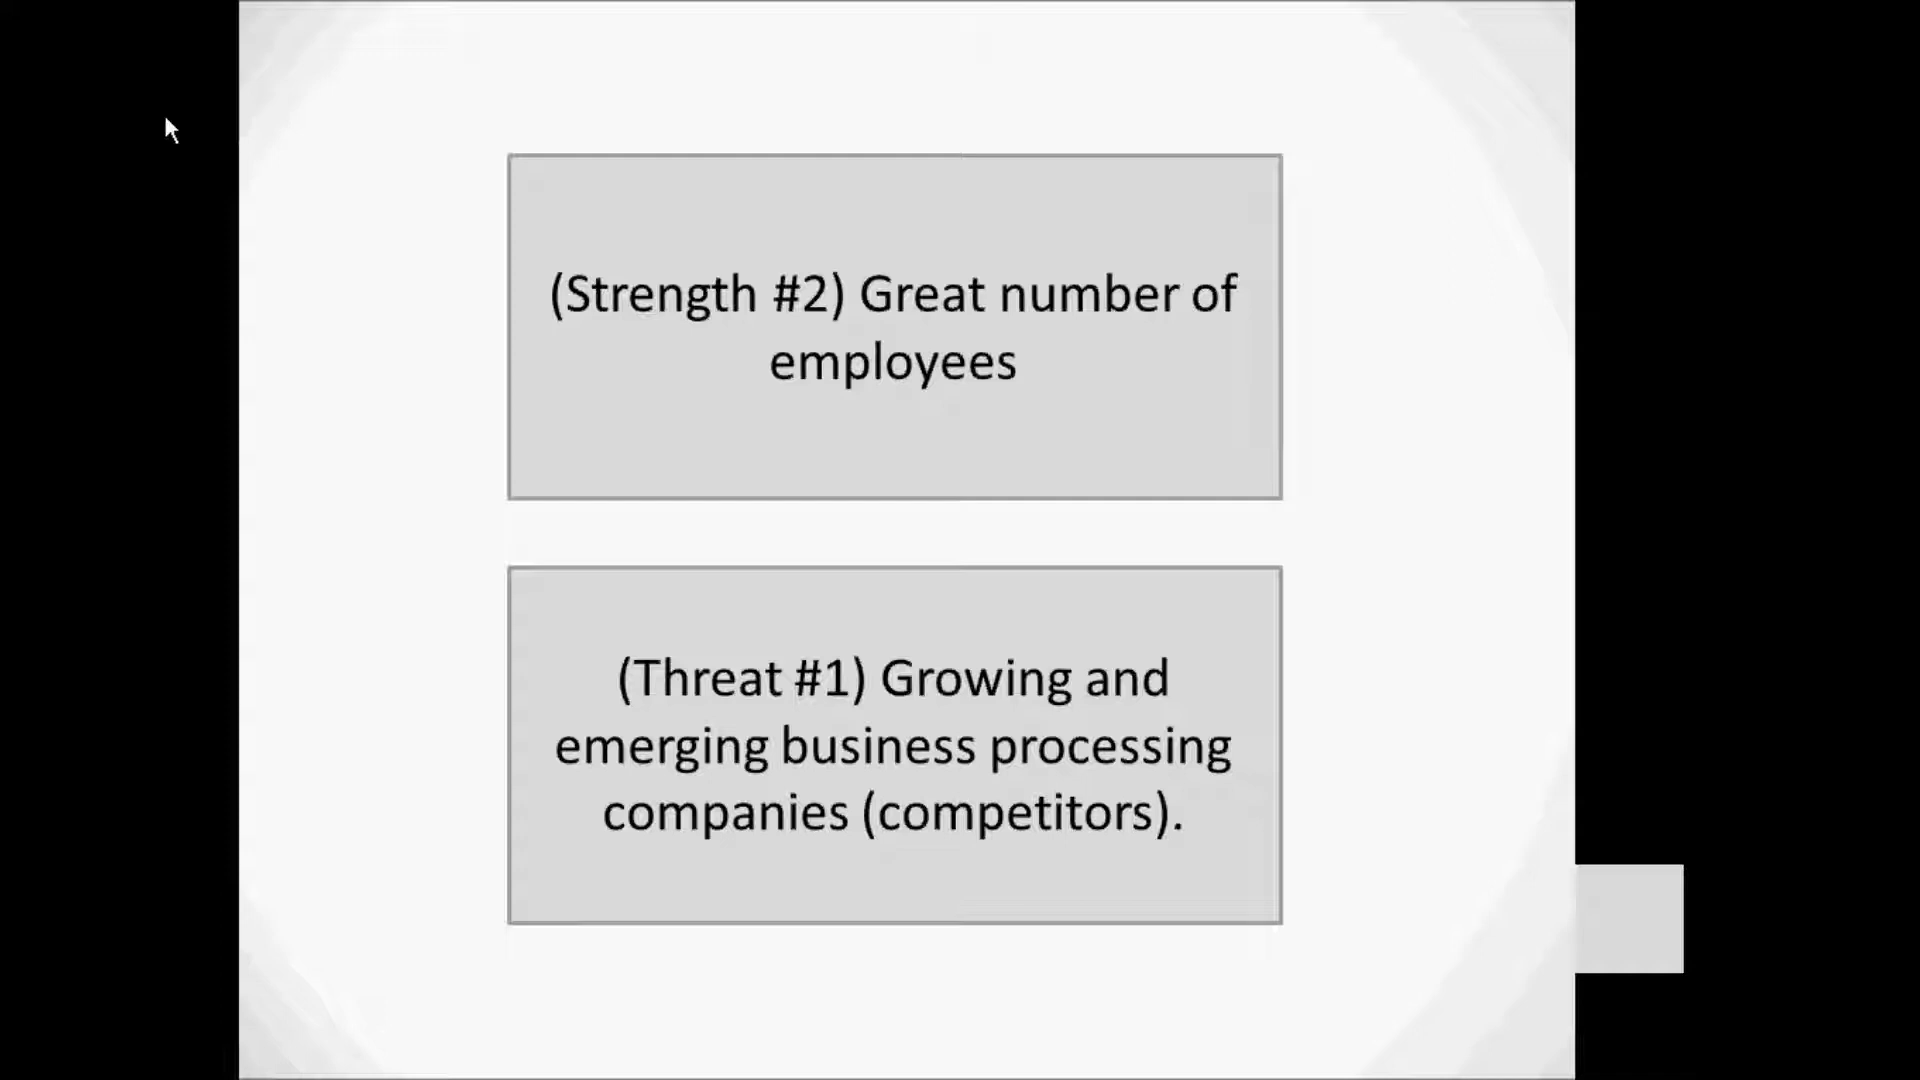 (Strength #2) Great number of
employees
(Threat #1) Growing and
emerging business processing
companies (competitors).